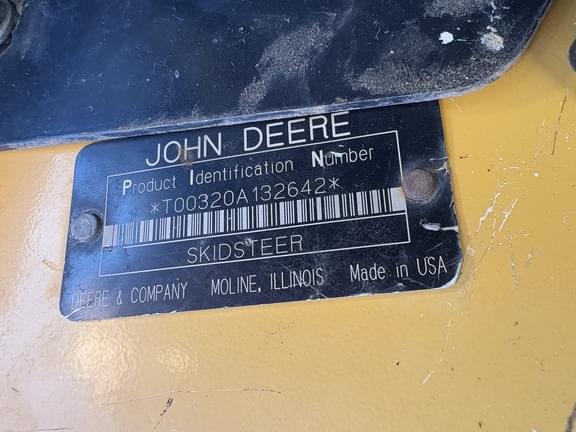 JOHN DEERE
Product Identification Number
*T00320A132642*
SKIDSTEER
DEERE & COMPANY MOLINE, ILLINOIS Made in USA